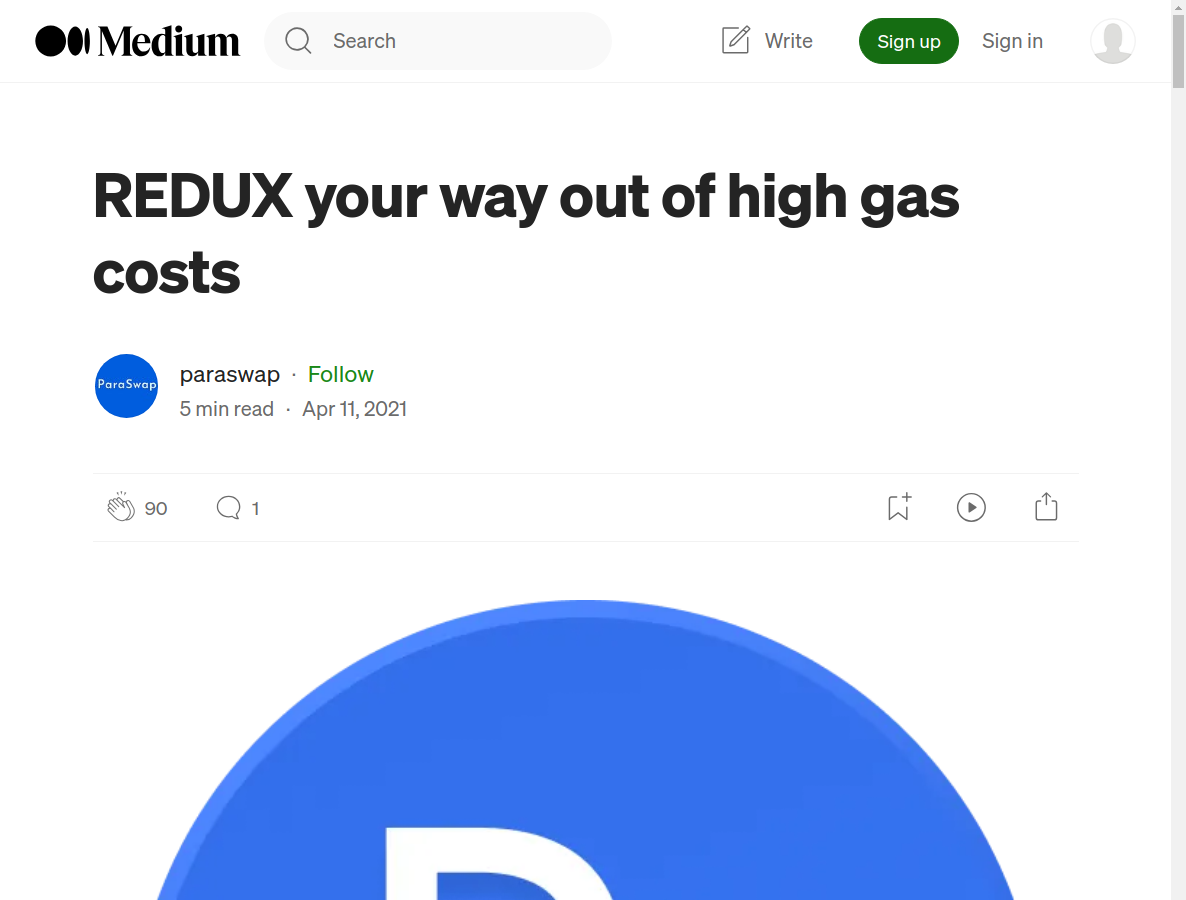 Medium
Search
Write
Sign up
Sign in
REDUX your way out of high gas
costs
ParaSwap
paraswap · Follow
5 min read · Apr 11, 2021
90
1